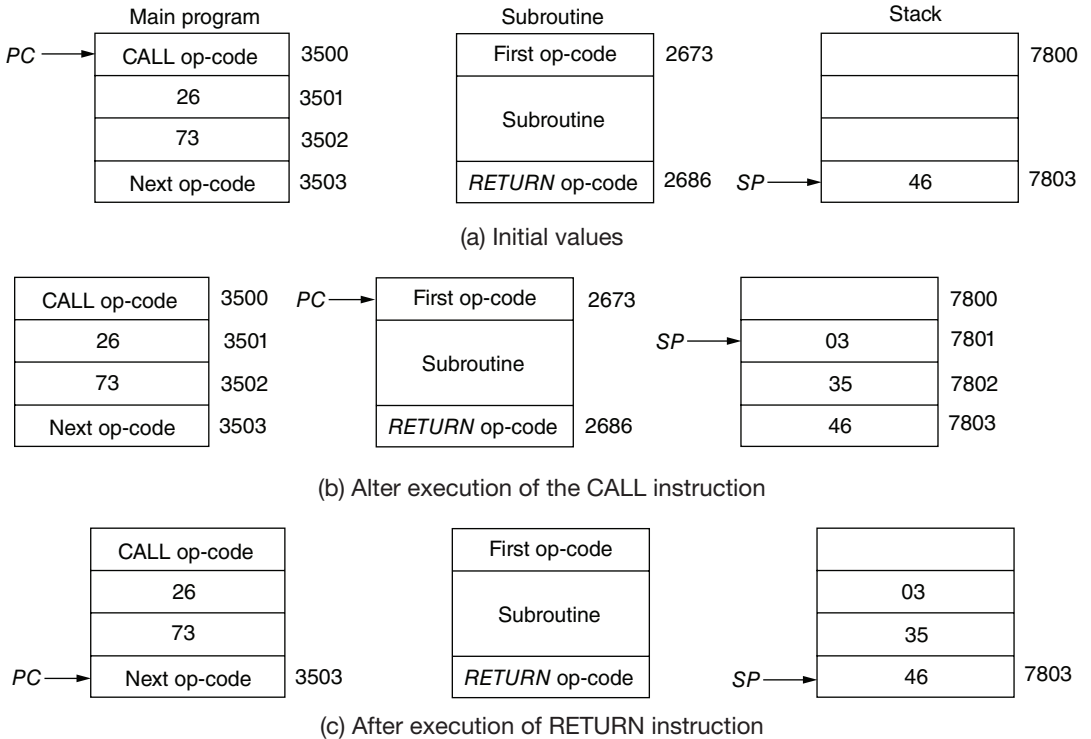 Main program Subroutine Stack
PC CALL op-code 3500 First op-code 2673 7800
26 3501
Subroutine
73 3502
Next op-code 3503 RETURN op-code 2686 SP 46 7803
(a) Initial values
CALL op-code 3500 PC First op-code 2673 7800
26 3501 SP 03 7801
Subroutine
73 3502 35 7802
Next op-code 3503 RETURN op-code 2686 46 7803
(b) Alter execution of the CALL instruction
CALL op-code First op-code
26 03
Subroutine
73 35
PC Next op-code 3503 RETURN op-code SP 46 7803
(c) After execution of RETURN instruction